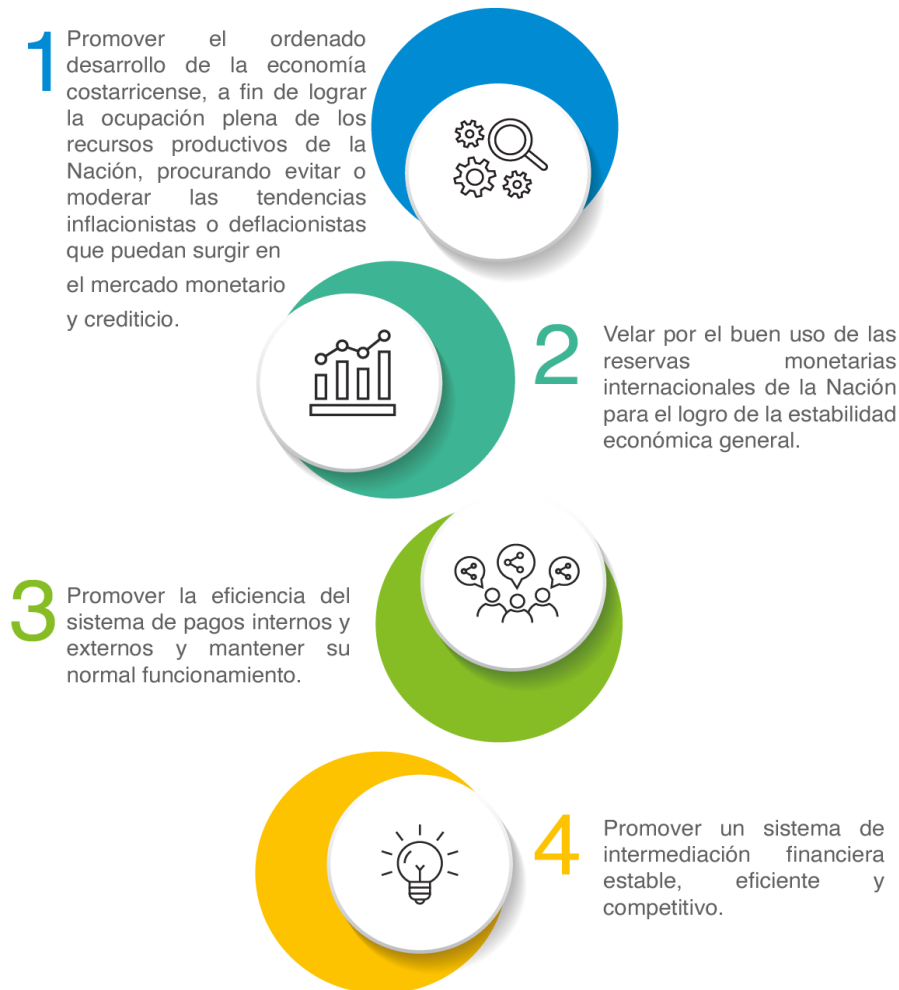 1
Promover el ordenado
desarrollo de la economía
costarricense, a fin de lograr
la ocupación plena de los
recursos productivos de la
Nación, procurando evitar o
moderar las tendencias
inflacionistas o deflacionistas
que puedan surgir en
el mercado monetario
y crediticio.
2
Velar por el buen uso de las
reservas monetarias
internacionales de la Nación
para el logro de la estabilidad
económica general.
3
Promover la eficiencia del
sistema de pagos internos y
externos y mantener su
normal funcionamiento.
4
Promover un sistema de
intermediación financiera
estable, eficiente y
competitivo.